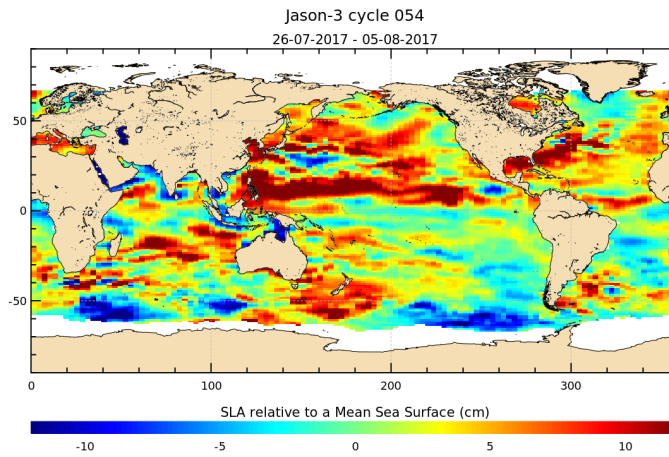 Jason-3 cycle 054
26-07-2017 - 05-08-2017
50
0
-50
0 100 200 300
SLA relative to a Mean Sea Surface (cm)
-10 -5 0 5 10